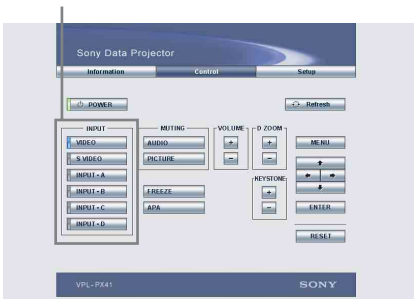 Sony Data Projector
Information Control Setup
POWER Refresh
INPUT MUTING VOLUME D ZOOM
VIDEO AUDIO + + MENU
S VIDEO PICTURE − −
INPUT - A KEYSTONE
INPUT - B FREEZE +
INPUT - C APA − ENTER
INPUT - D
RESET
VPL - PX41 SONY